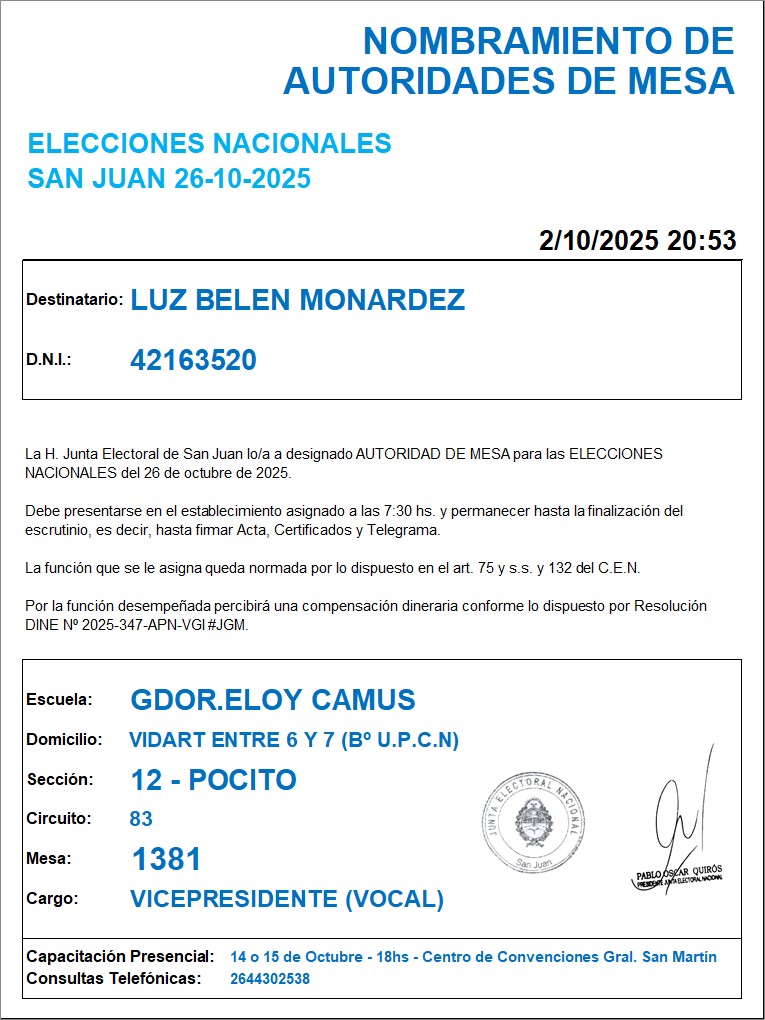 NOMBRAMIENTO DE
AUTORIDADES DE MESA
ELECCIONES NACIONALES
SAN JUAN 26-10-2025
2/10/2025 20:53
Destinatario: LUZ BELEN MONARDEZ
D.N.I.: 42163520
La H. Junta Electoral de San Juan lo/a a designado AUTORIDAD DE MESA para las ELECCIONES
NACIONALES del 26 de octubre de 2025.
Debe presentarse en el establecimiento asignado a las 7:30 hs. y permanecer hasta la finalización del
escrutinio, es decir, hasta firmar Acta, Certificados y Telegrama.
La función que se le asigna queda normada por lo dispuesto en el art. 75 y s.s. y 132 del C.E.N.
Por la función desempeñada percibirá una compensación dineraria conforme lo dispuesto por Resolución
DINE Nº 2025-347-APN-VGI#JGM.
Escuela: GDOR.ELOY CAMUS
Domicilio: VIDART ENTRE 6 Y 7 (Bº U.P.C.N)
Sección: 12 - POCITO
Circuito: 83
Mesa: 1381
Cargo: VICEPRESIDENTE (VOCAL)
JUNTA ELECTORAL NACIONAL
San Juan
PABLO OSCAR QUIRÓS
PRESIDENTE JUNTA ELECTORAL NACIONAL
Capacitación Presencial: 14 o 15 de Octubre - 18hs - Centro de Convenciones Gral. San Martín
Consultas Telefónicas: 2644302538